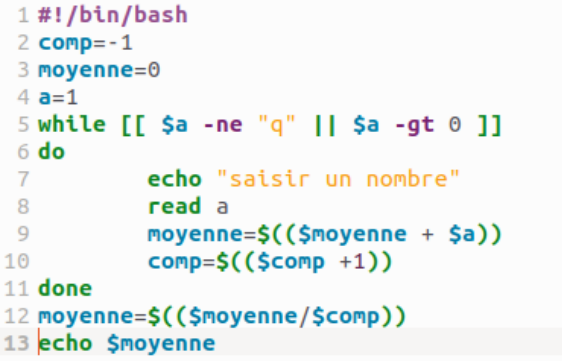 1 #!/bin/bash
2 comp=-1
3 moyenne=0
4 a=1
5 while [[ $a -ne "q" || $a -gt 0 ]]
6 do
7 echo "saisir un nombre"
8 read a
9 moyenne=$(($moyenne + $a))
10 comp=$(($comp +1))
11 done
12 moyenne=$(($moyenne/$comp))
13 echo $moyenne